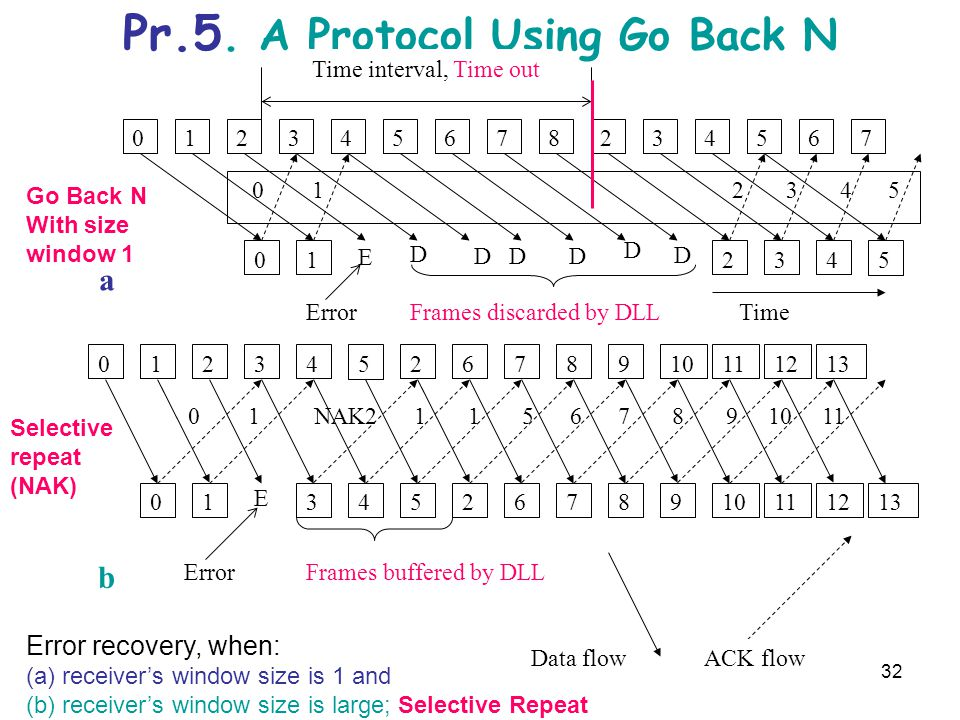 Pr.5. A Protocol Using Go Back N
Time interval, Time out
0 1 2 3 4 5 6 7 8 2 3 4 5 6 7
Go Back N
With size
window 1
0 1 2 3 4 5
0 1 E D D D D D D 2 3 4 5
a
Error Frames discarded by DLL Time
0 1 2 3 4 5 2 6 7 8 9 10 11 12 13
0 1 NAK2 1 1 5 6 7 8 9 10 11
Selective
repeat
(NAK)
0 1 E 3 4 5 2 6 7 8 9 10 11 12 13
b
Error Frames buffered by DLL
Error recovery, when:
Data flow ACK flow
(a) receiver's window size is 1 and
(b) receiver's window size is large; Selective Repeat
32